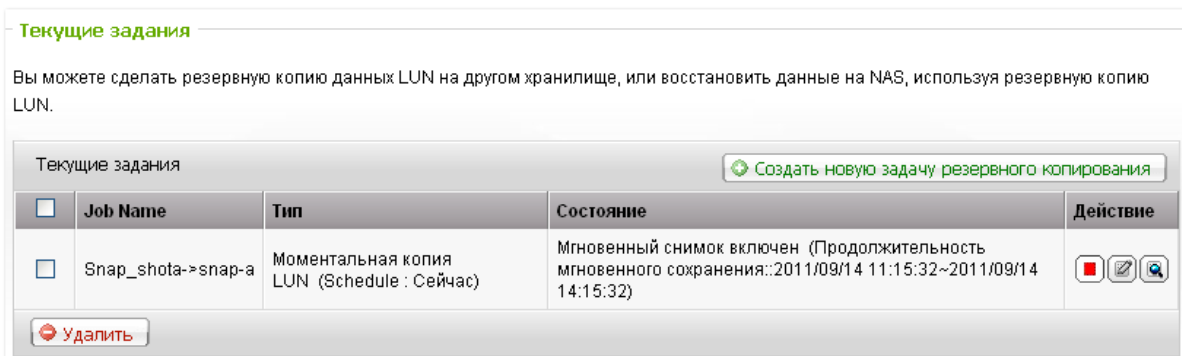 Текущие задания
Вы можете сделать резервную копию данных LUN на другом хранилище, или восстановить данные на NAS, используя резервную копию
LUN.
Текущие задания
Создать новую задачу резервного копирования
Job Name Тип Состояние Действие
Snap_shota->snap-a
Моментальная копия
LUN (Schedule : Сейчас)
Мгновенный снимок включен (Продолжительность
мгновенного сохранения::2011/09/14 11:15:32~2011/09/14
14:15:32)
Удалить